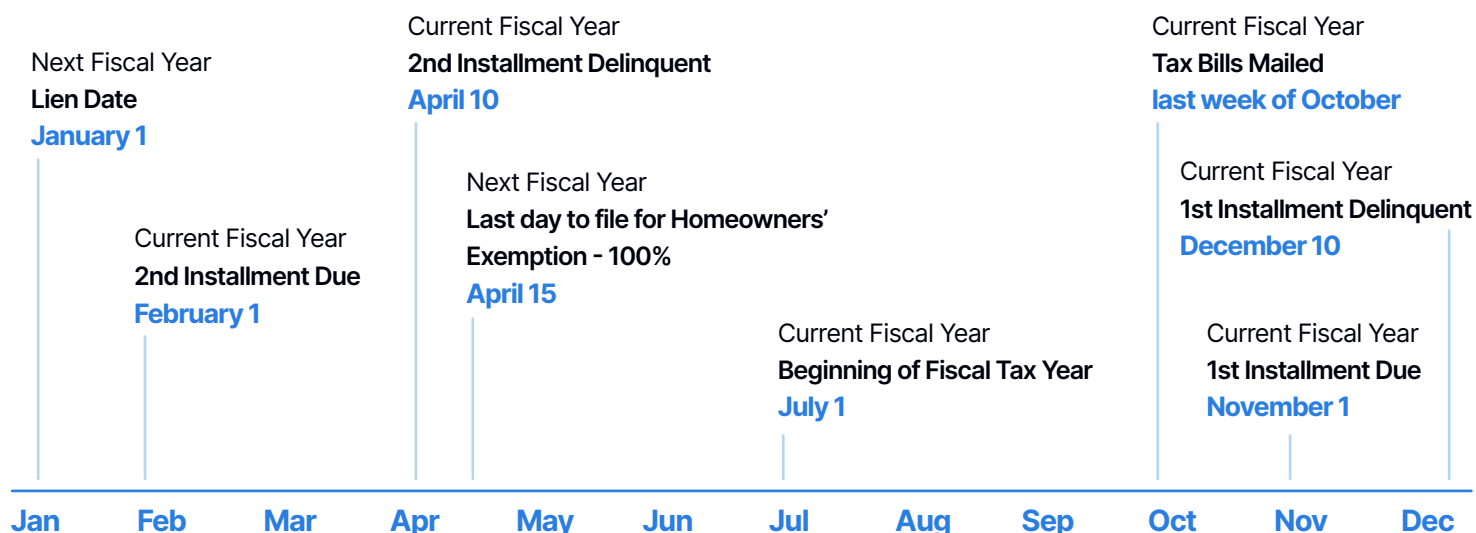 Next Fiscal Year
Lien Date
January 1
Current Fiscal Year
2nd Installment Due
February 1
Current Fiscal Year
2nd Installment Delinquent
April 10
Next Fiscal Year
Last day to file for Homeowners’
Exemption - 100%
April 15
Current Fiscal Year
Beginning of Fiscal Tax Year
July 1
Current Fiscal Year
Tax Bills Mailed
last week of October
Current Fiscal Year
1st Installment Delinquent
December 10
Current Fiscal Year
1st Installment Due
November 1
Jan Feb Mar Apr May Jun Jul Aug Sep Oct Nov Dec